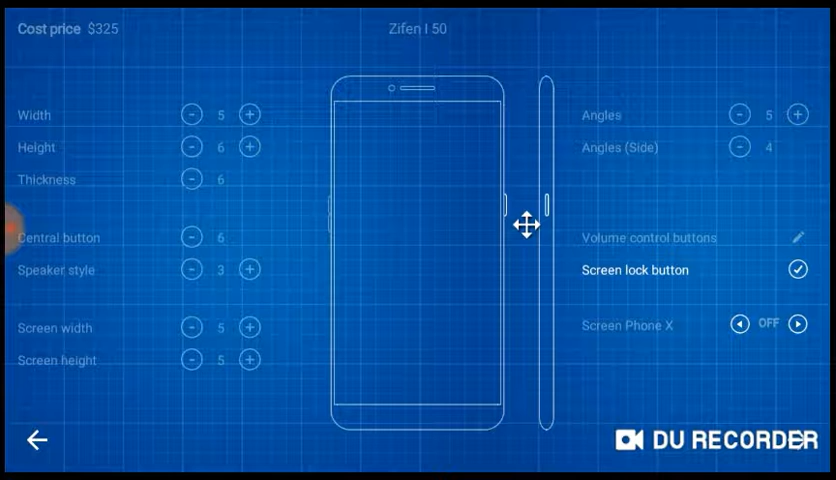 Cost price $325
Zifen I 50
Width - 5 +
Height - 6 +
Thickness - 6
Central button - 6
Speaker style - 3 +
Screen width - 5 +
Screen height - 5 +
Angles - 5 +
Angles (Side) - 4
Volume control buttons
Screen lock button
Screen Phone X OFF
DU RECORDER